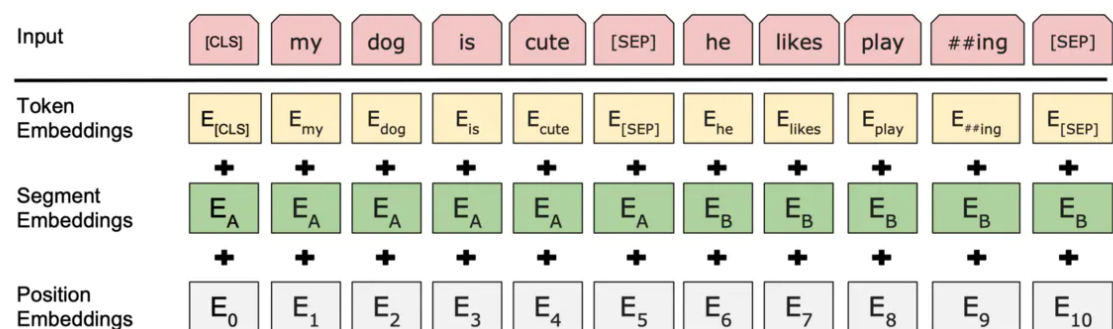 Input [CLS] my dog is cute [SEP] he likes play ##ing [SEP]
Token Embeddings E[CLS] Emy Edog Eis Ecute E[SEP] Ehe Elikes Eplay E##ing E[SEP]
+ + + + + + + + + + +
Segment Embeddings EA EA EA EA EA EA EB EB EB EB EB
+ + + + + + + + + + +
Position Embeddings E0 E1 E2 E3 E4 E5 E6 E7 E8 E9 E10